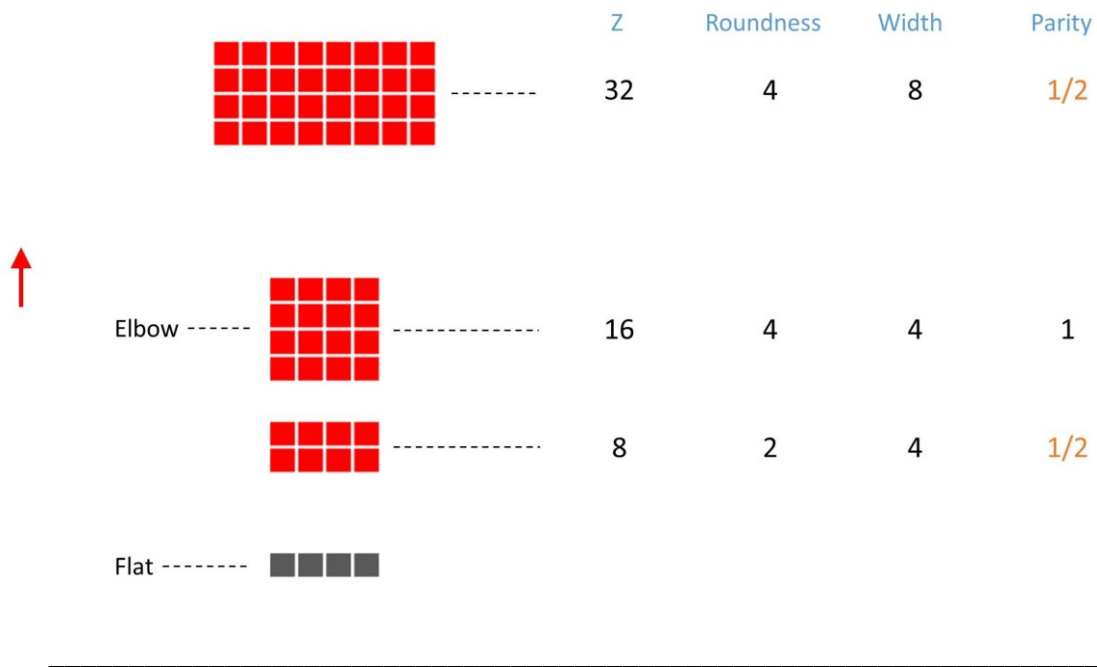 Z Roundness Width Parity
32 4 8 1/2
Elbow 16 4 4 1
8 2 4 1/2
Flat